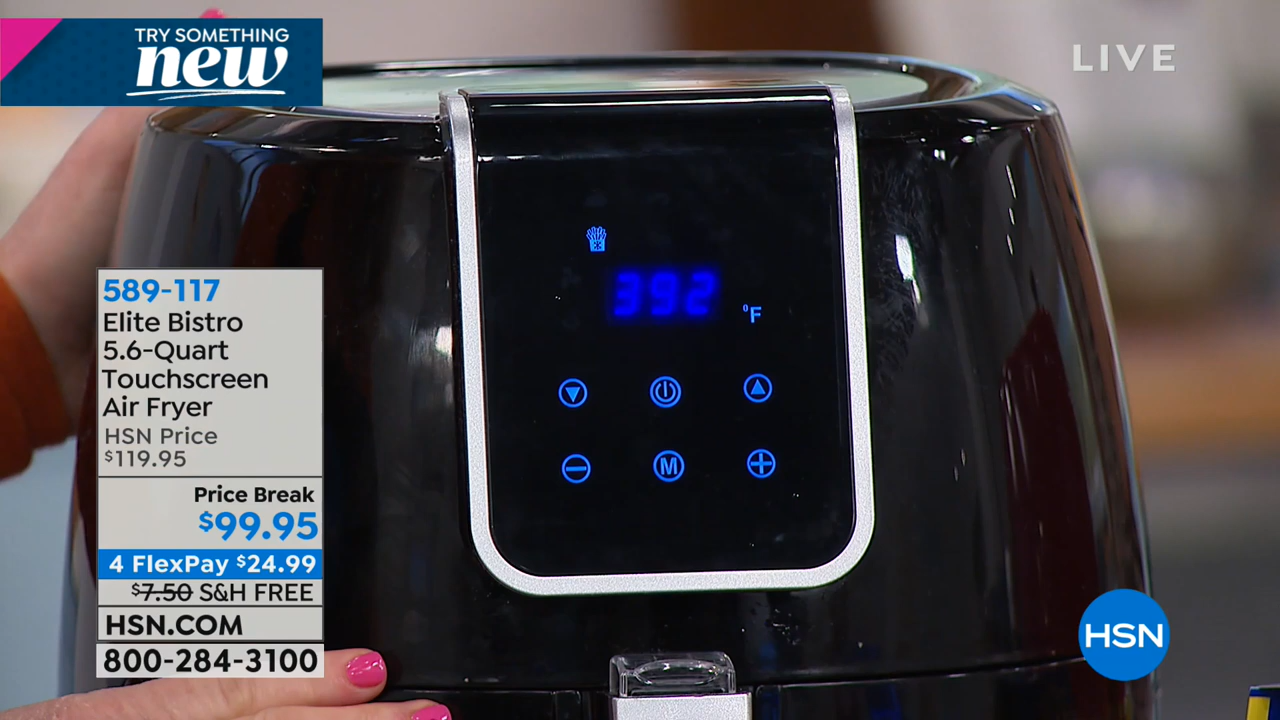 TRY SOMETHING
new
LIVE
392
°F
M
589-117
Elite Bistro
5.6-Quart
Touchscreen
Air Fryer
HSN Price
$119.95
Price Break
$99.95
4 FlexPay $24.99
$7.50 S&H FREE
HSN.COM
800-284-3100
HSN